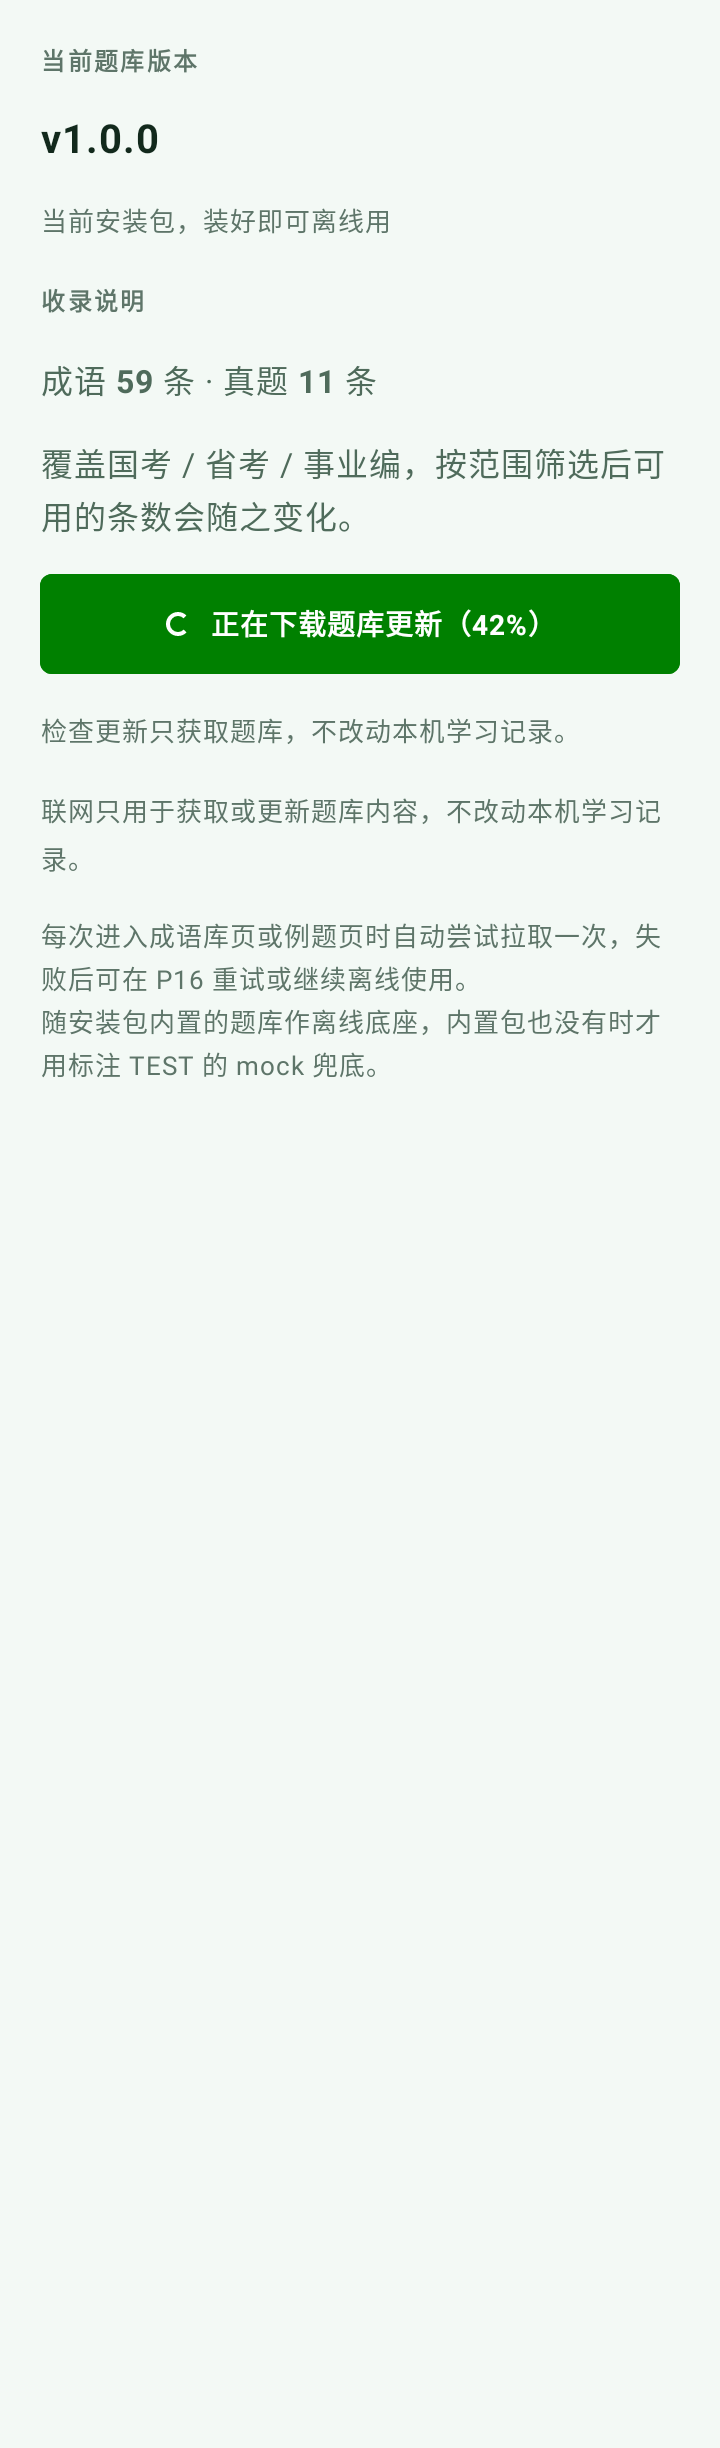 当前题库版本
v1.0.0
当前安装包，装好即可离线用
收录说明
成语 59 条 · 真题 11 条
覆盖国考 / 省考 / 事业编，按范围筛选后可
用的条数会随之变化。
正在下载题库更新（42%）
检查更新只获取题库，不改动本机学习记录。
联网只用于获取或更新题库内容，不改动本机学习记
录。
每次进入成语库页或例题页时自动尝试拉取一次，失
败后可在 P16 重试或继续离线使用。
随安装包内置的题库作离线底座，内置包也没有时才
用标注 TEST 的 mock 兜底。